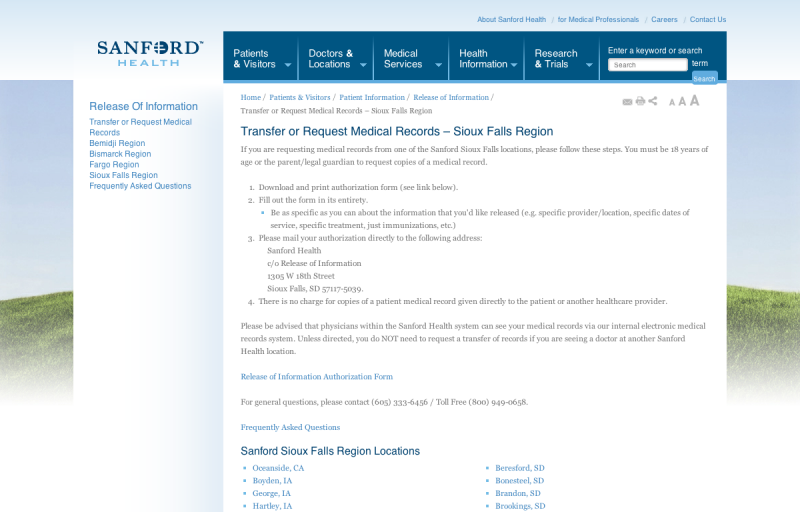 About Sanford Health / for Medical Professionals / Careers / Contact Us
SANFORD™
HEALTH
Patients
& Visitors
Doctors &
Locations
Medical
Services
Health
Information
Research
& Trials
Enter a keyword or search
term
Search
Search
Release Of Information
Transfer or Request Medical
Records
Bemidji Region
Bismarck Region
Fargo Region
Sioux Falls Region
Frequently Asked Questions
Home / Patients & Visitors / Patient Information / Release of Information /
Transfer or Request Medical Records – Sioux Falls Region
A A A
Transfer or Request Medical Records – Sioux Falls Region
If you are requesting medical records from one of the Sanford Sioux Falls locations, please follow these steps. You must be 18 years of
age or the parent/legal guardian to request copies of a medical record.
1. Download and print authorization form (see link below).
2. Fill out the form in its entirety.
Be as specific as you can about the information that you'd like released (e.g. specific provider/location, specific dates of
service, specific treatment, just immunizations, etc.)
3. Please mail your authorization directly to the following address:
Sanford Health
c/o Release of Information
1305 W 18th Street
Sioux Falls, SD 57117-5039.
4. There is no charge for copies of a patient medical record given directly to the patient or another healthcare provider.
Please be advised that physicians within the Sanford Health system can see your medical records via our internal electronic medical
records system. Unless directed, you do NOT need to request a transfer of records if you are seeing a doctor at another Sanford
Health location.
Release of Information Authorization Form
For general questions, please contact (605) 333-6456 / Toll Free (800) 949-0658.
Frequently Asked Questions
Sanford Sioux Falls Region Locations
Oceanside, CA
Boyden, IA
George, IA
Hartley, IA
Beresford, SD
Bonesteel, SD
Brandon, SD
Brookings, SD